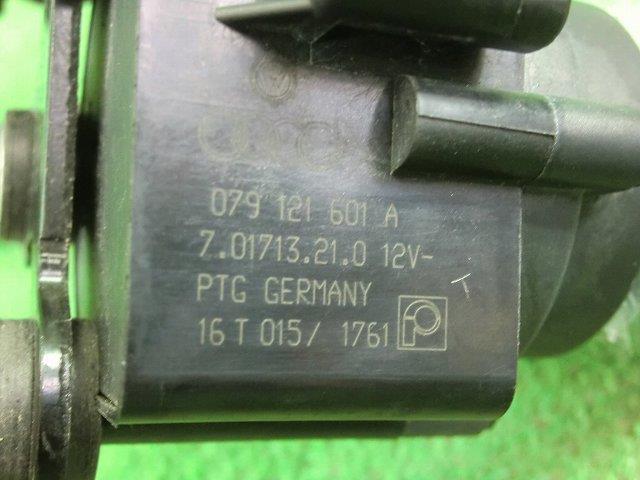 079 121 601 A
7.01713.21.0 12V-
PTG GERMANY
16 T 015/ 1761